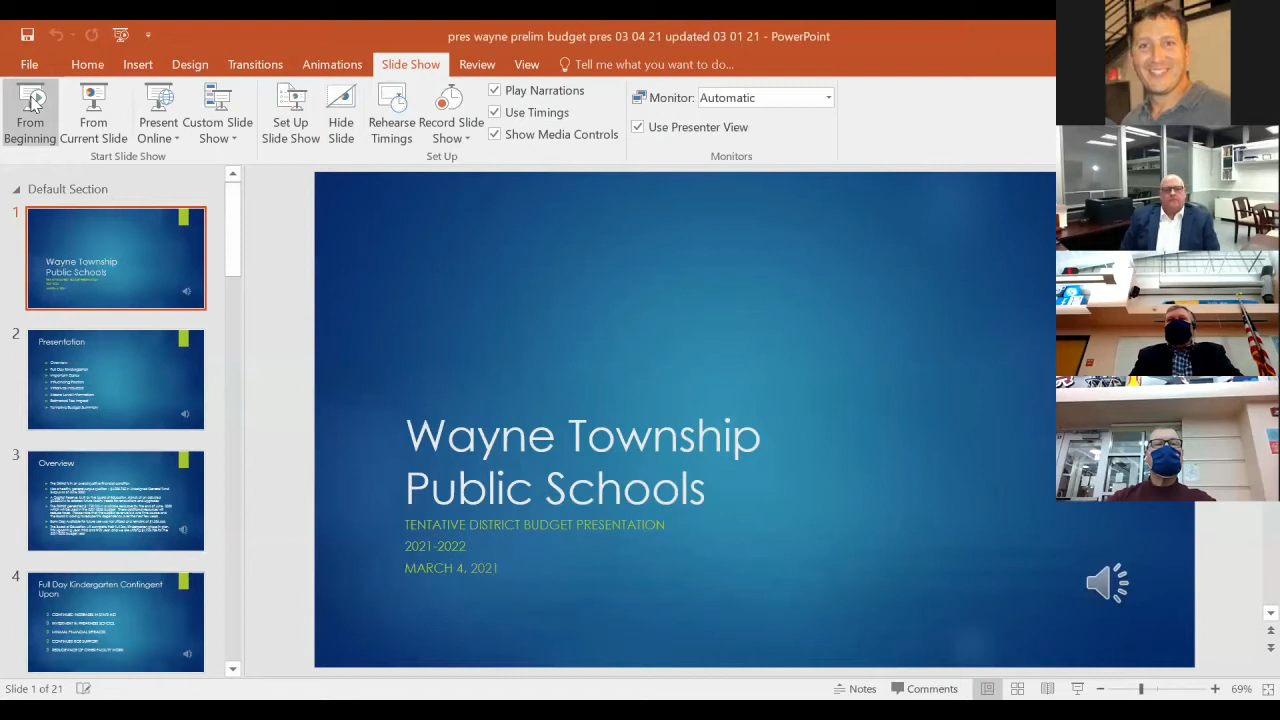 pres wayne prelim budget pres 03 04 21 updated 03 01 21 - PowerPoint
File Home Insert Design Transitions Animations Slide Show Review View Tell me what you want to do...
From Beginning
From Current Slide
Present Online
Custom Slide Show
Start Slide Show
Set Up Slide Show
Hide Slide
Rehearse Timings
Record Slide Show
Play Narrations
Use Timings
Show Media Controls
Set Up
Monitor: Automatic
Use Presenter View
Monitors
Default Section
1
Wayne Township
Public Schools
2
Presentation
Overview
Full Day Kindergarten
3
Overview
4
Full Day Kindergarten Contingent
Upon
Wayne Township
Public Schools
TENTATIVE DISTRICT BUDGET PRESENTATION
2021-2022
MARCH 4, 2021
Slide 1 of 21
Notes Comments 69%